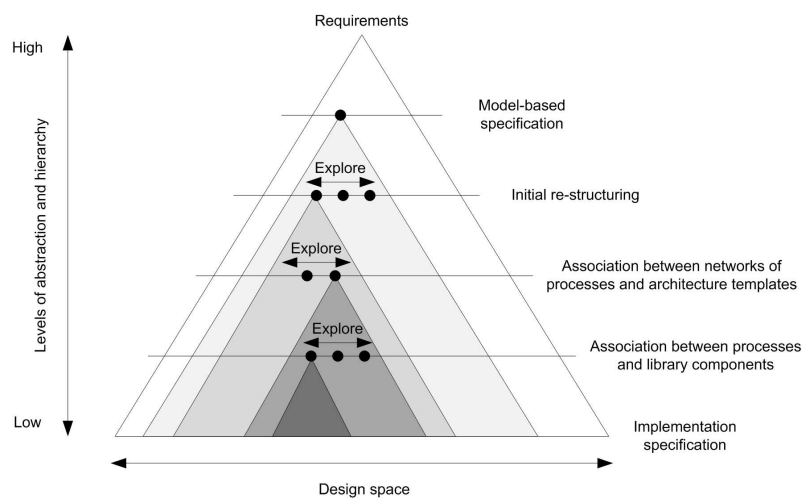 Requirements
High
Model-based
specification
Explore
Initial re-structuring
Explore
Association between networks of
processes and architecture templates
Explore
Association between processes
and library components
Low
Implementation
specification
Levels of abstraction and hierarchy
Design space